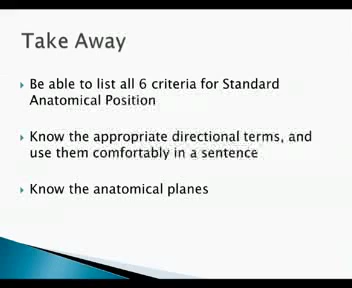 Take Away
Be able to list all 6 criteria for Standard
Anatomical Position
Know the appropriate directional terms, and
use them comfortably in a sentence
Know the anatomical planes